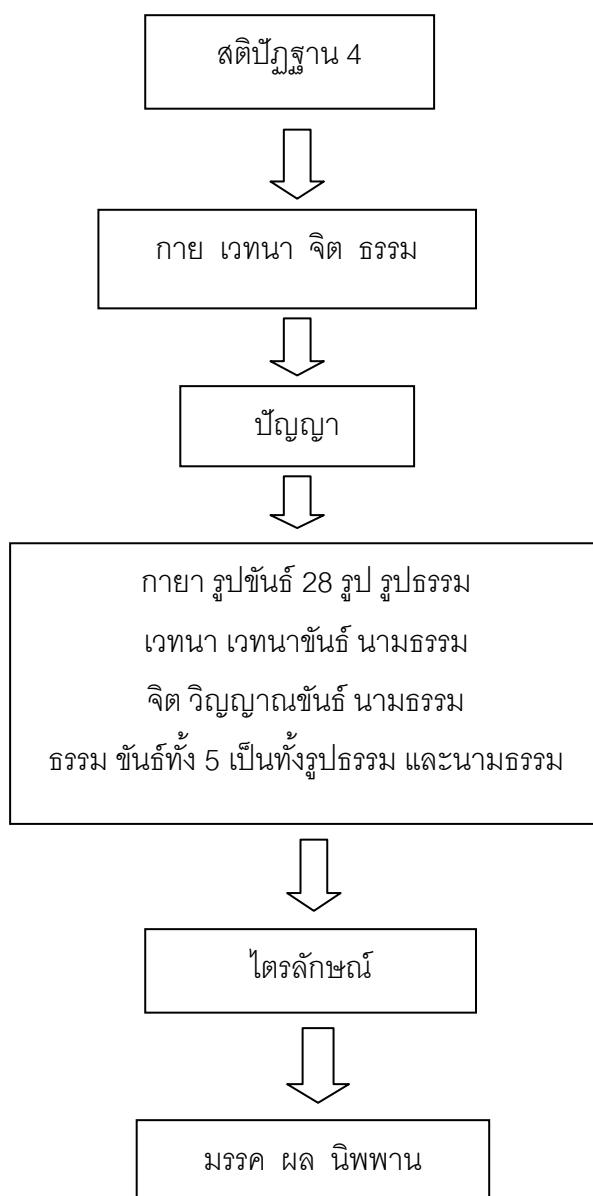 สติปัฏฐาน 4
กาย เวทนา จิต ธรรม
ปัญญา
กายา รูปขันธ์ 28 รูป รูปธรรม
เวทนา เวทนาขันธ์ นามธรรม
จิต วิญญาณขันธ์ นามธรรม
ธรรม ขันธ์ทั้ง 5 เป็นทั้งรูปธรรม และนามธรรม
ไตรลักษณ์
มรรค ผล นิพพาน